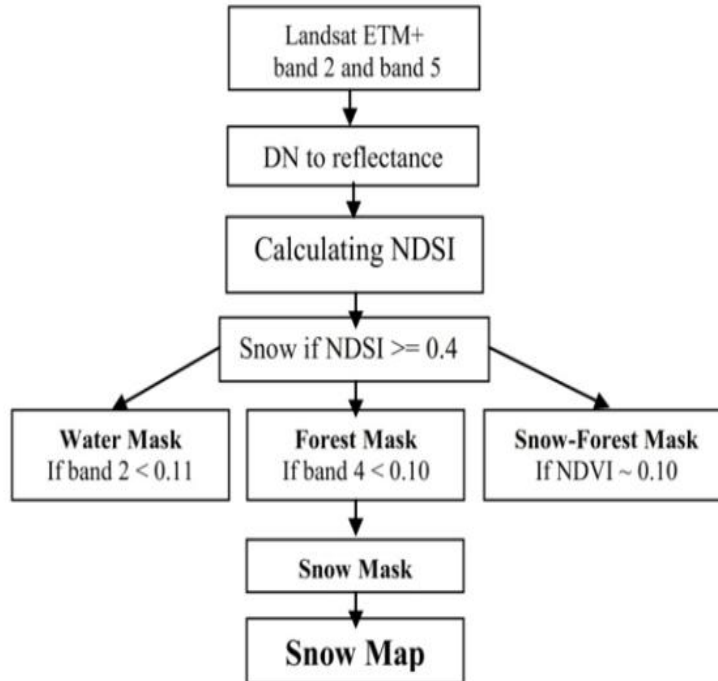 Landsat ETM+
band 2 and band 5
DN to reflectance
Calculating NDSI
Snow if NDSI >= 0.4
Water Mask
If band 2 < 0.11
Forest Mask
If band 4 < 0.10
Snow-Forest Mask
If NDVI ~ 0.10
Snow Mask
Snow Map